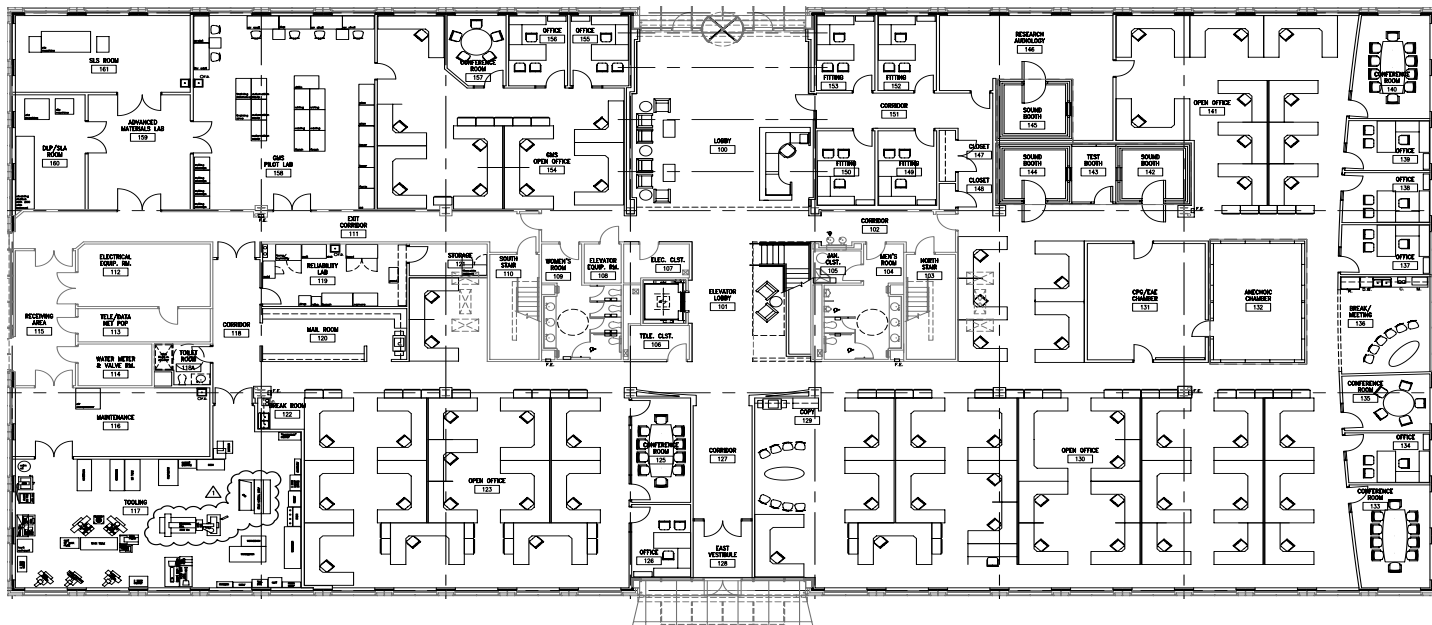 SLS ROOM
161
ADVANCED
MATERIALS LAB
159
DLP/SLA
ROOM
160
GMS
PILOT LAB
158
CONFERENCE
ROOM
157
OFFICE
156
OFFICE
155
GMS
OPEN OFFICE
154
LOBBY
100
FITTING
153
FITTING
152
CORRIDOR
151
FITTING
150
FITTING
149
RESEARCH
AUDIOLOGY
146
SOUND
BOOTH
145
CLOSET
147
CLOSET
148
SOUND
BOOTH
144
TEST
BOOTH
143
SOUND
BOOTH
142
OPEN OFFICE
141
CONFERENCE
ROOM
140
OFFICE
139
OFFICE
138
OFFICE
137
EXIT
CORRIDOR
111
F.E.
CORRIDOR
102
F.E.
ELECTRICAL
EQUIP. RM.
112
RECEIVING
AREA
115
TELE/DATA
NET POP
113
WATER METER
& VALVE RM.
114
TOILET
ROOM
118A
CORRIDOR
118
RELIABILITY
LAB
119
MAIL ROOM
120
STORAGE
121
SOUTH
STAIR
110
WOMEN'S
ROOM
109
ELEVATOR
EQUIP. RM.
108
ELEC. CLST.
107
TELE. CLST.
106
ELEVATOR
LOBBY
101
JAN.
CLST.
105
MEN'S
ROOM
104
NORTH
STAIR
103
CPG/EAE
CHAMBER
131
ANECHOIC
CHAMBER
132
BREAK/
MEETING
136
F.E.
F.E.
F.E.
F.E.
MAINTENANCE
116
BREAK ROOM
122
TOOLING
117
OPEN OFFICE
123
CONFERENCE
ROOM
125
OFFICE
126
CORRIDOR
127
EAST
VESTIBULE
128
COPY
129
OPEN OFFICE
130
CONFERENCE
ROOM
135
OFFICE
134
CONFERENCE
ROOM
133